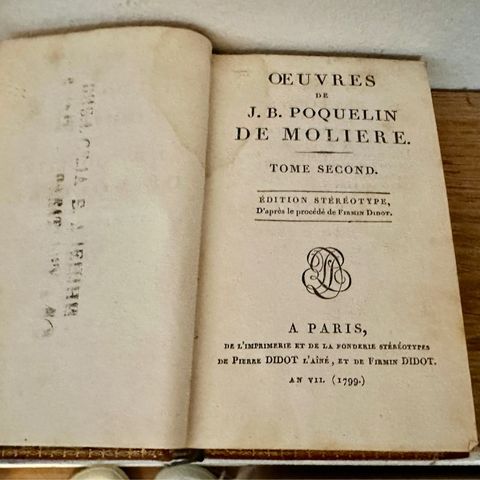 ŒUVRES
DE
J. B. POQUELIN
DE MOLIERE.
TOME SECOND.
ÉDITION STÉRÉOTYPE,
D'après le procédé de FIRMIN DIDOT.
A PARIS,
DE L'IMPRIMERIE ET DE LA FONDERIE STÉRÉOTYPES
DE PIERRE DIDOT L'AÎNÉ, ET DE FIRMIN DIDOT.
AN VII. (1799.)